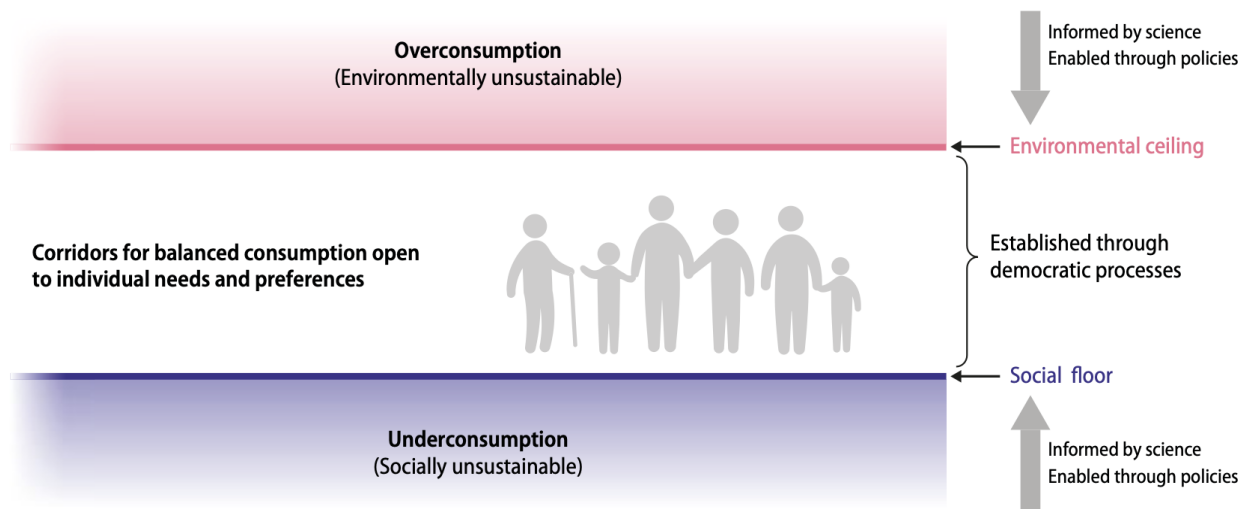 Overconsumption
(Environmentally unsustainable)
Informed by science
Enabled through policies
Environmental ceiling
Corridors for balanced consumption open
to individual needs and preferences
Established through
democratic processes
Social floor
Underconsumption
(Socially unsustainable)
Informed by science
Enabled through policies